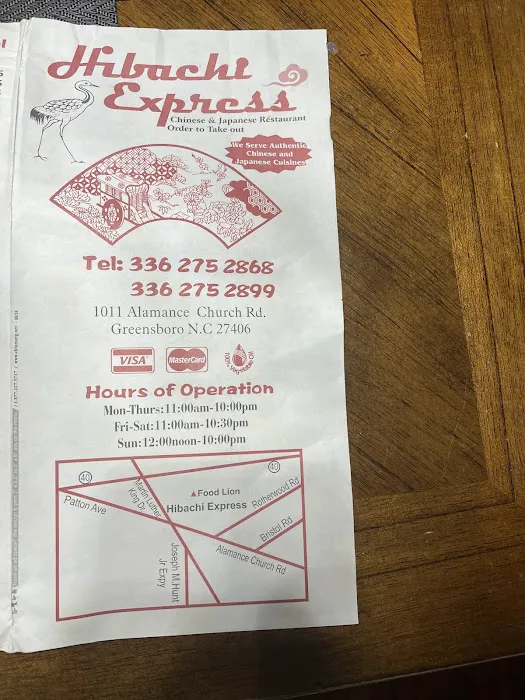 Hibachi
Express
Chinese & Japanese Restaurant
Order to Take out
We Serve Authentic
Chinese and
Japanese Cuisines
Tel: 336 275 2868
336 275 2899
1011 Alamance Church Rd.
Greensboro N.C 27406
VISA
MasterCard
100% Vegetable Oil
Hours of Operation
Mon-Thurs:11:00am-10:00pm
Fri-Sat:11:00am-10:30pm
Sun:12:00noon-10:00pm
40
40
Patton Ave
Martin Luther
King Dr.
▲Food Lion
Hibachi Express
Rotherwood Rd
Bristol Rd
Alamance Church Rd
Joseph M.Hunt
Jr Expy